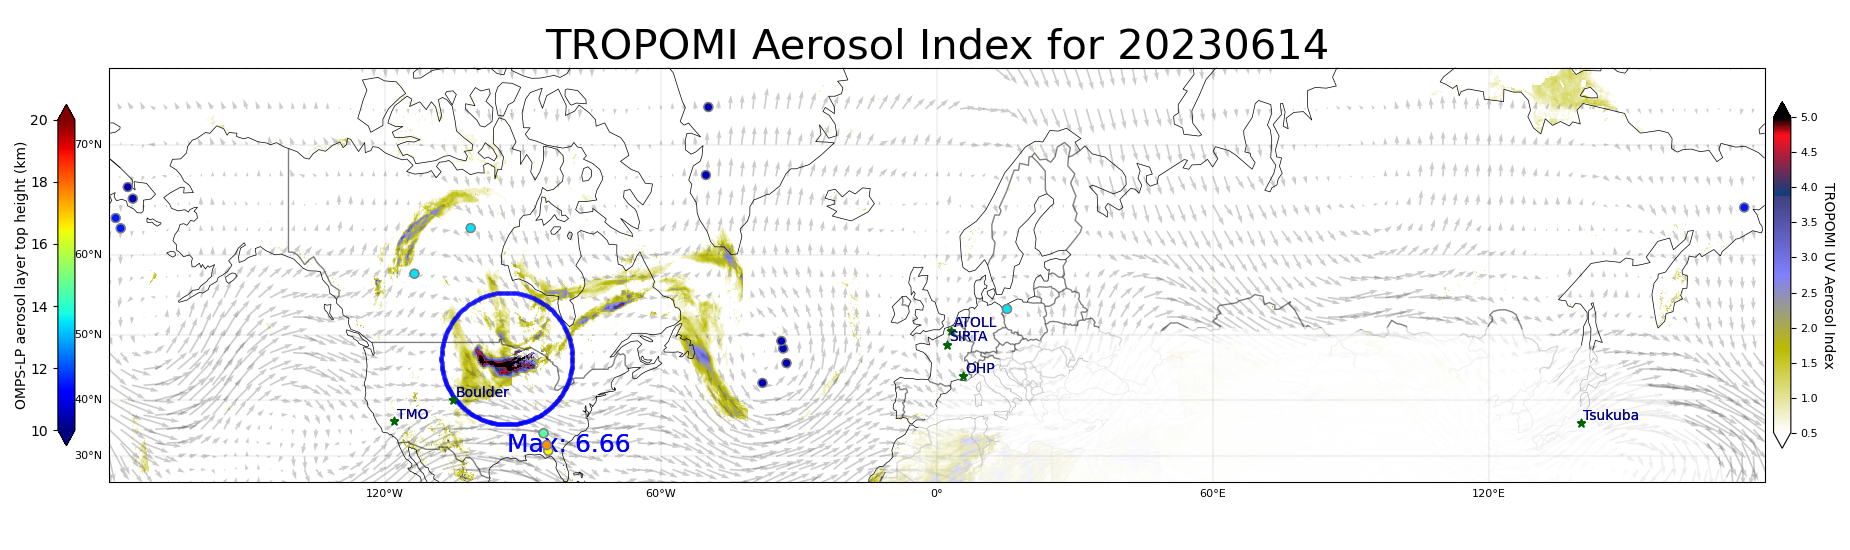 TROPOMI Aerosol Index for 20230614
OMPS-LP aerosol layer top height (km)
20
18
16
14
12
10
70°N
60°N
50°N
40°N
30°N
120°W
60°W
0°
60°E
120°E
ATOLL
SIRTA
OHP
Boulder
TMO
Tsukuba
Max: 6.66
5.0
4.5
4.0
3.5
3.0
2.5
2.0
1.5
1.0
0.5
TROPOMI UV Aerosol Index